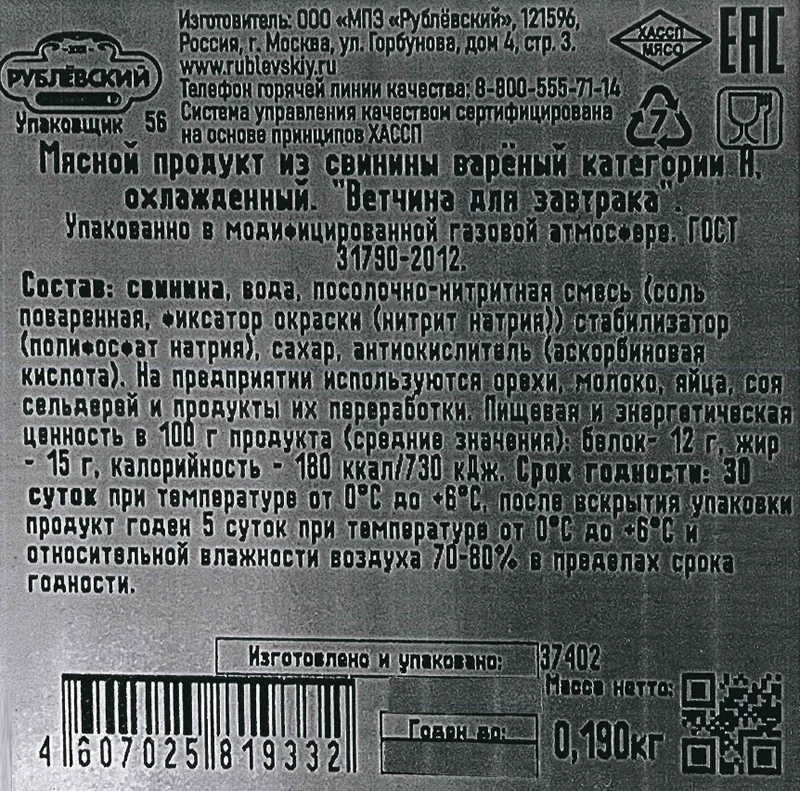 Изготовитель: ООО «МПЗ «Рублёвский», 121596,
Россия, г. Москва, ул. Горбунова, дом 4, стр. 3.
www.rublevskiy.ru
Телефон горячей линии качества: 8-800-555-71-14
Система управления качеством сертифицирована
на основе принципов ХАССП
РУБЛЁВСКИЙ
Упаковщик 56
ХАССП
МЯСО
EAC
7
Мясной продукт из свинины варёный категории А,
охлажденный. "Ветчина для завтрака".
Упакованно в модифицированной газовой атмосфере. ГОСТ
31790-2012.
Состав: свинина, вода, посолочно-нитритная смесь (соль
поваренная, фиксатор окраски (нитрит натрия)) стабилизатор
(полифосфат натрия), сахар, антиокислитель (аскорбиновая
кислота). На предприятии используются орехи, молоко, яйца, соя
сельдерей и продукты их переработки. Пищевая и энергетическая
ценность в 100 г продукта (средние значения): белок- 12 г, жир
- 15 г, калорийность - 180 ккал/730 кДж. Срок годности: 30
суток при температуре от 0°С до +6°С, после вскрытия упаковки
продукт годен 5 суток при температуре от 0°С до +6°С и
относительной влажности воздуха 70-80% в пределах срока
годности.
Изготовлено и упаковано: 37402
Масса нетто:
Годен до: 0,190кг
4 607025 819332